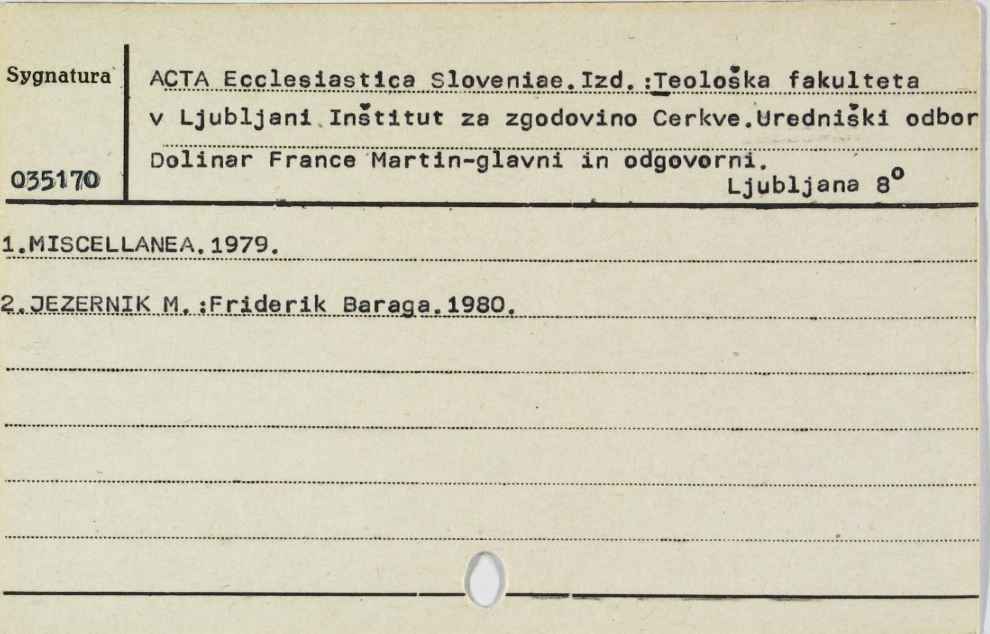 Sygnatura
ACTA Ecclesiastica Sloveniae.Izd.:Teološka fakulteta
v Ljubljani Inštitut za zgodovino Cerkve.Uredniški odbor
Dolinar France Martin-glavni in odgovorni.
035170
Ljubljana 8º
1.MISCELLANEA.1979.
2.JEZERNIK M.:Friderik Baraga.1980.